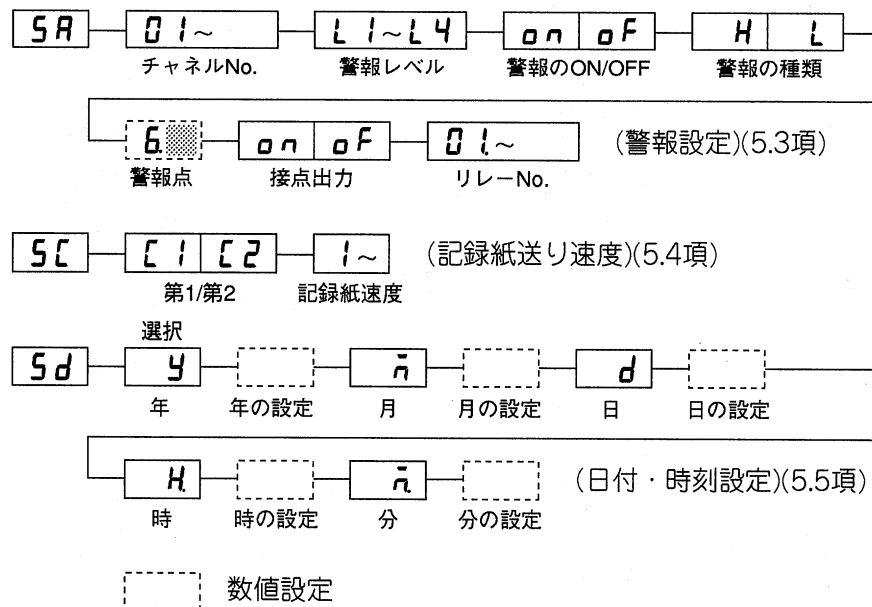 SA 01~ L1~L4 on oF H L
チャネルNo. 警報レベル 警報のON/OFF 警報の種類
6. on oF 01.~ (警報設定)(5.3項)
警報点 接点出力 リレーNo.
SC C1 C2 1~ (記録紙送り速度)(5.4項)
第1/第2 記録紙速度
選択
Sd y n̄ d
年 年の設定 月 月の設定 日 日の設定
H. n̄. (日付・時刻設定)(5.5項)
時 時の設定 分 分の設定
数値設定